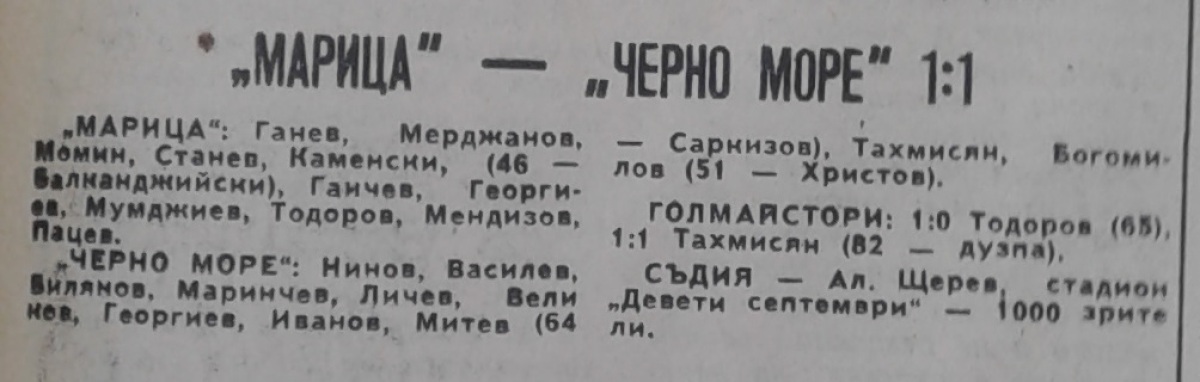 „МАРИЦА“ — „ЧЕРНО МОРЕ“ 1:1
„МАРИЦА“: Ганев, Мерджанов,
Момин, Станев, Каменски, (46 —
Балканджийски), Ганчев, Георги-
ев, Мумджиев, Тодоров, Мендизов,
Пацев.
„ЧЕРНО МОРЕ“: Нинов, Василев,
Вилянов, Маринчев, Личев, Вели
нов, Георгиев, Иванов, Митев (64
— Саркизов), Тахмисян, Богоми-
лов (51 — Христов).
ГОЛМАЙСТОРИ: 1:0 Тодоров (65),
1:1 Тахмисян (82 — дузпа),
СЪДИЯ — Ал. Щерев, стадион
„Девети септември“ — 1000 зрите
ли.